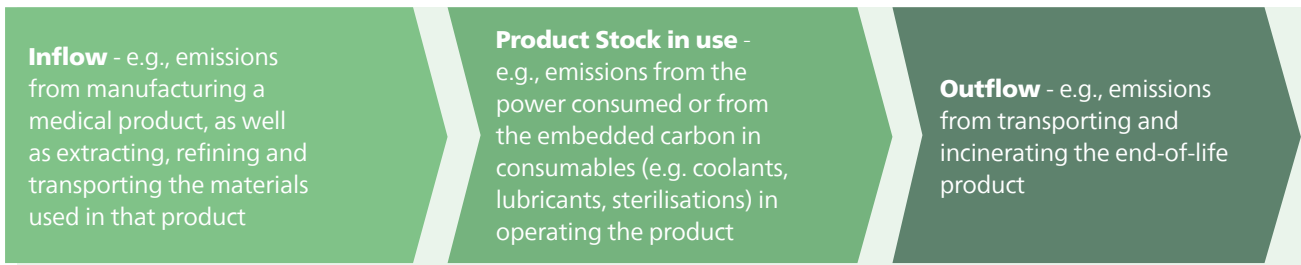 Inflow - e.g., emissions
from manufacturing a
medical product, as well
as extracting, refining and
transporting the materials
used in that product
Product Stock in use -
e.g., emissions from the
power consumed or from
the embedded carbon in
consumables (e.g. coolants,
lubricants, sterilisations) in
operating the product
Outflow - e.g., emissions
from transporting and
incinerating the end-of-life
product